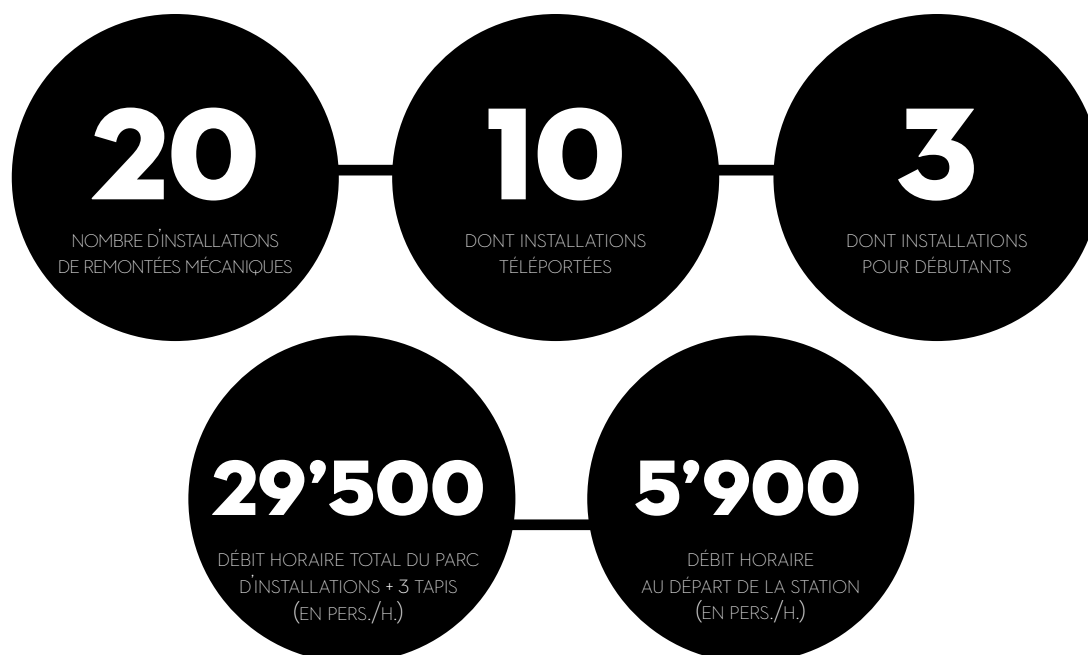 20
NOMBRE D'INSTALLATIONS
DE REMONTÉES MÉCANIQUES
10
DONT INSTALLATIONS
TÉLÉPORTÉES
3
DONT INSTALLATIONS
POUR DÉBUTANTS
29’500
DÉBIT HORAIRE TOTAL DU PARC
D'INSTALLATIONS + 3 TAPIS
(EN PERS./H.)
5’900
DÉBIT HORAIRE
AU DÉPART DE LA STATION
(EN PERS./H.)